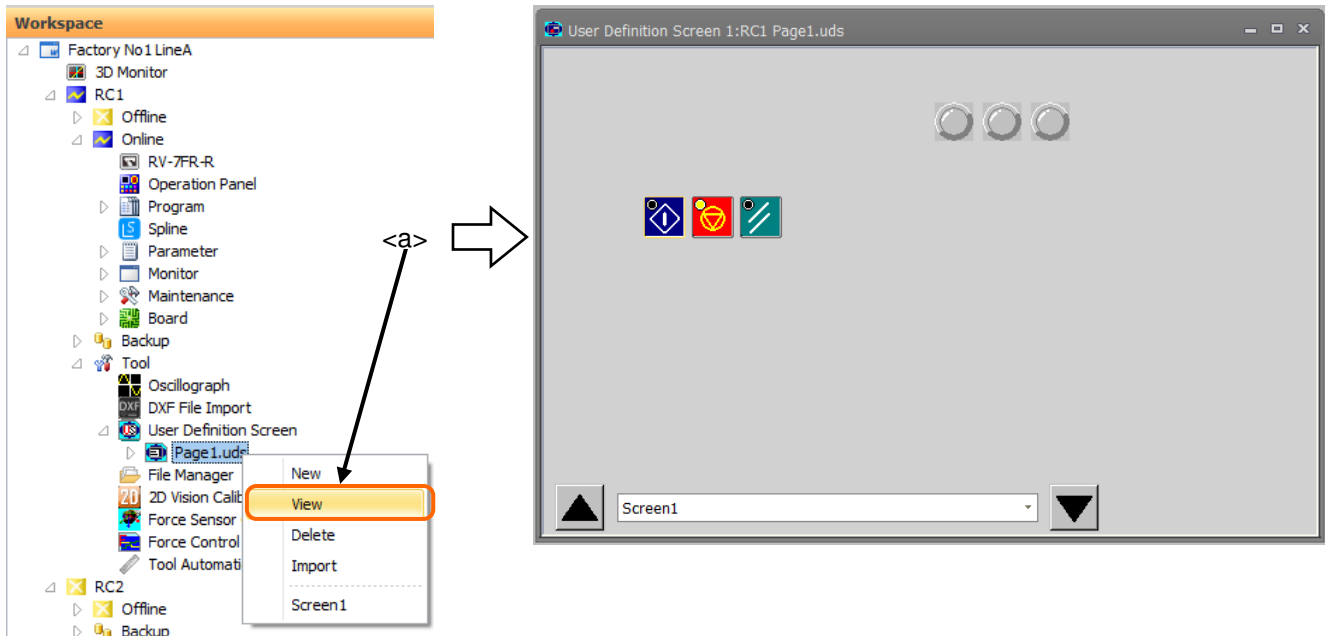 Workspace
Factory No1 LineA
3D Monitor
RC1
Offline
Online
RV-7FR-R
Operation Panel
Program
Spline
Parameter
Monitor
Maintenance
Board
Backup
Tool
Oscillograph
DXF
DXF File Import
User Definition Screen
Page1.uds
File Manager
2D
2D Vision Calib
Force Sensor
Force Control
Tool Automati
RC2
Offline
Backup
New
View
Delete
Import
Screen1
<a>
User Definition Screen 1:RC1 Page1.uds
Screen1